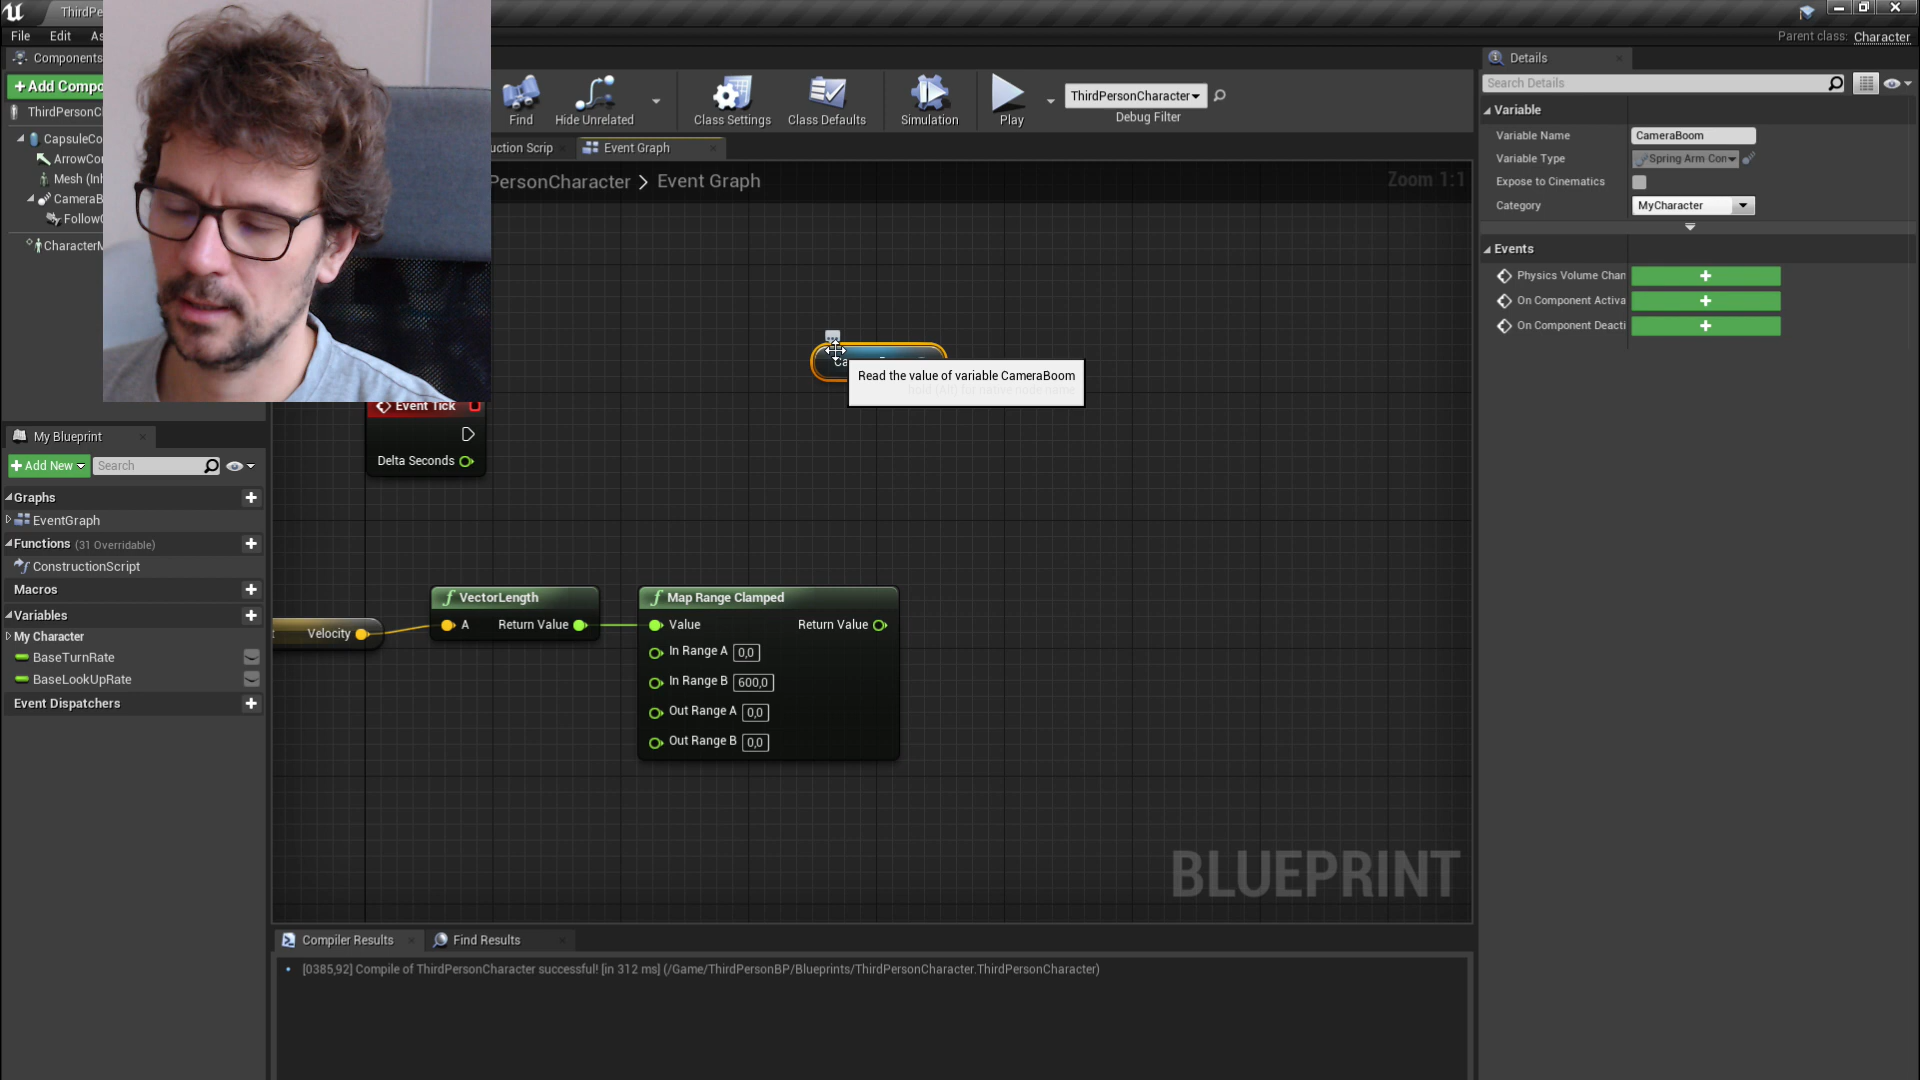 ThirdPe
File
Edit
As
Parent class: Character
Components
+Add Compo
ThirdPersonC
CapsuleCo
ArrowCor
Mesh (Inh
CameraB
FollowC
CharacterM
Find
Hide Unrelated
Class Settings
Class Defaults
Simulation
Play
ThirdPersonCharacter
Debug Filter
uction Scrip
Event Graph
PersonCharacter > Event Graph
Zoom 1:1
Ca
Read the value of variable CameraBoom
Event Tick
Delta Seconds
Velocity
VectorLength
A Return Value
Map Range Clamped
Value Return Value
In Range A 0,0
In Range B 600,0
Out Range A 0,0
Out Range B 0,0
BLUEPRINT
My Blueprint
+Add New
Search
Graphs
EventGraph
Functions (31 Overridable)
ConstructionScript
Macros
Variables
My Character
BaseTurnRate
BaseLookUpRate
Event Dispatchers
Compiler Results
Find Results
[0385,92] Compile of ThirdPersonCharacter successful! [in 312 ms] (/Game/ThirdPersonBP/Blueprints/ThirdPersonCharacter.ThirdPersonCharacter)
Details
Search Details
Variable
Variable Name CameraBoom
Variable Type Spring Arm Con
Expose to Cinematics
Category MyCharacter
Events
Physics Volume Chan
On Component Activa
On Component Deacti